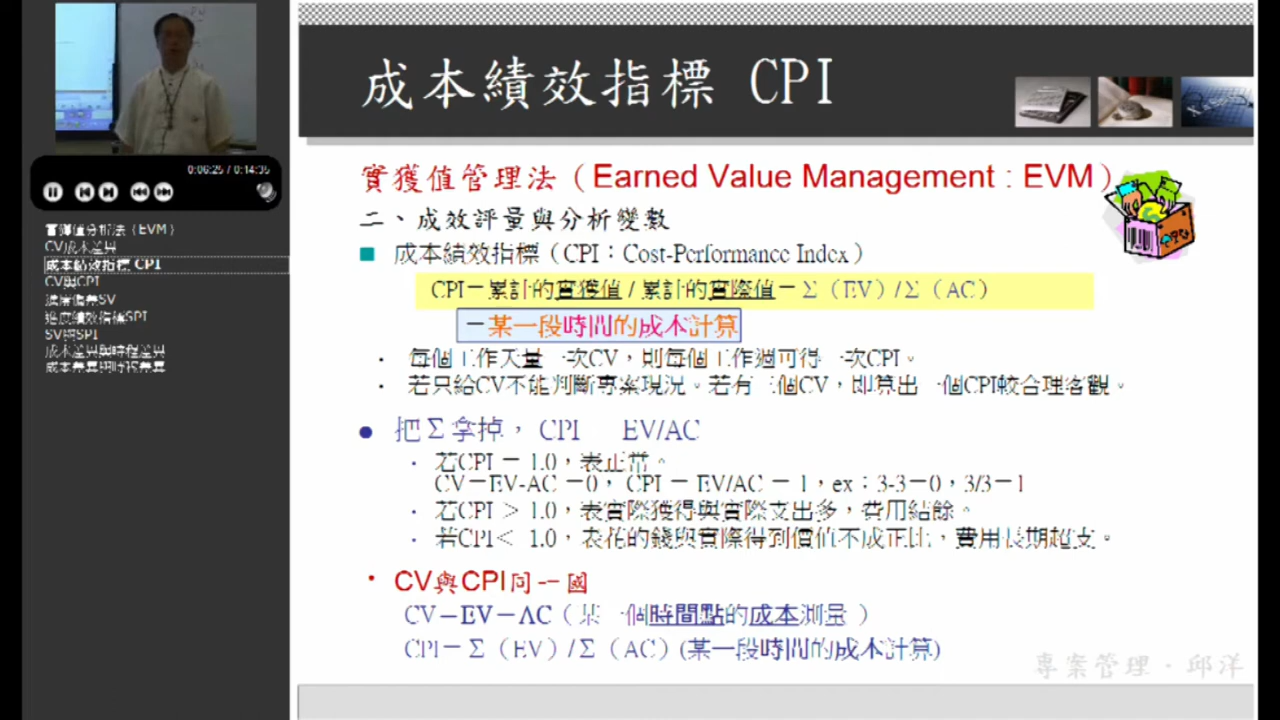 成本績效指標 CPI
0:06:25 / 0:14:35
實獲值分析法（EVM）
CV成本差異
成本績效指標 CPI
CV與CPI
進度績效指標SPI
SV與SPI
成本差異與時程差異
實獲值管理法（Earned Value Management : EVM）
二、成效評量與分析變數
成本績效指標（CPI：Cost-Performance Index）
CPI＝累計的實獲值 / 累計的實際值＝Σ（EV）/Σ（AC）
＝某一段時間的成本計算
· 每個工作天量一次CV，則每個工作週可得一次CPI。
· 若只給CV不能判斷專案現況。若有三個CV，即算出一個CPI較合理客觀。
● 把Σ拿掉， CPI EV/AC
· 若CPI = 1.0，表正常。
CV＝EV-AC＝0， CPI = EV/AC = 1，ex：3-3＝0，3/3＝1
· 若CPI > 1.0，表實際獲得與實際支出多，費用結餘。
· 若CPI< 1.0，表花的錢與實際得到價值不成正比，費用長期超支。
· CV與CPI同一國
CV＝EV－AC（某一個時間點的成本測量）
CPI＝Σ（EV）/Σ（AC）(某一段時間的成本計算)
專案管理．邱洋